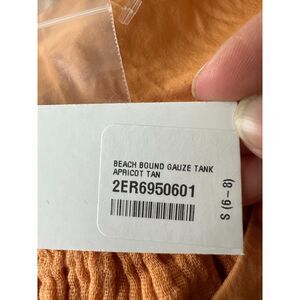 BEACH BOUND GAUZE TANK
APRICOT TAN
2ER6950601
S (6-8)